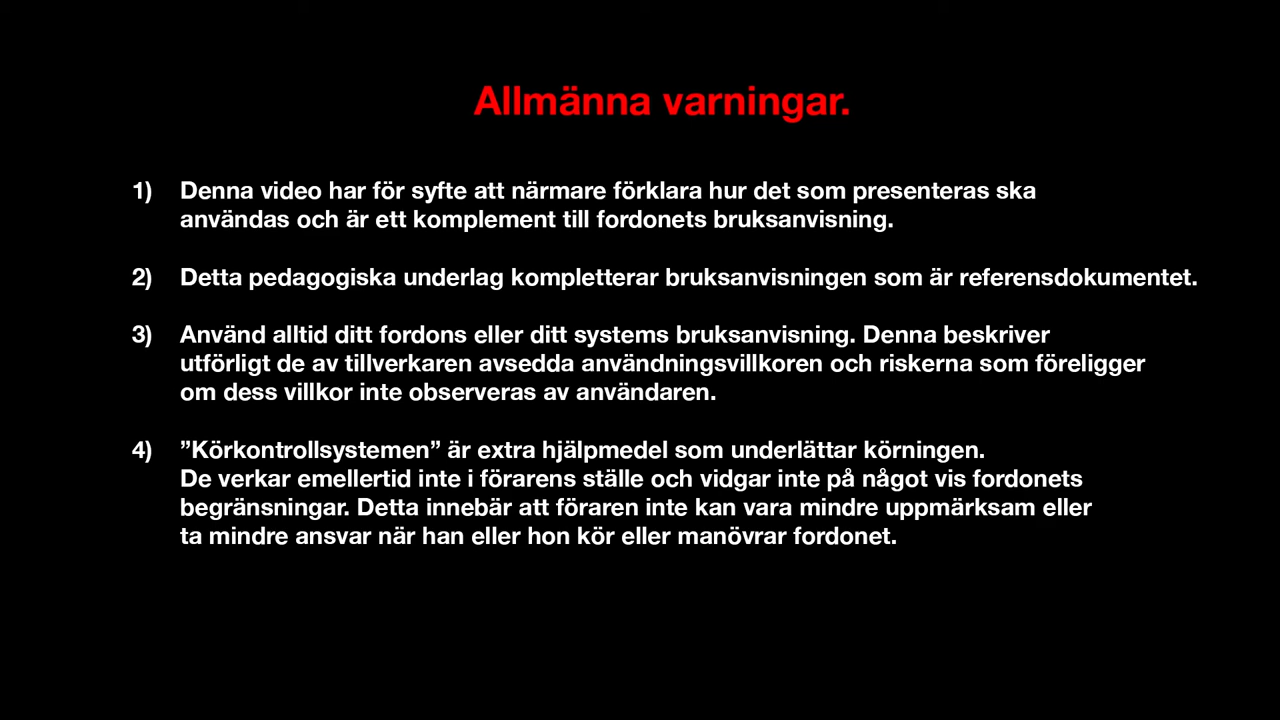 Allmänna varningar.
1) Denna video har för syfte att närmare förklara hur det som presenteras ska
användas och är ett komplement till fordonets bruksanvisning.
2) Detta pedagogiska underlag kompletterar bruksanvisningen som är referensdokumentet.
3) Använd alltid ditt fordons eller ditt systems bruksanvisning. Denna beskriver
utförligt de av tillverkaren avsedda användningsvillkoren och riskerna som föreligger
om dess villkor inte observeras av användaren.
4) ”Körkontrollsystemen” är extra hjälpmedel som underlättar körningen.
De verkar emellertid inte i förarens ställe och vidgar inte på något vis fordonets
begränsningar. Detta innebär att föraren inte kan vara mindre uppmärksam eller
ta mindre ansvar när han eller hon kör eller manövrar fordonet.